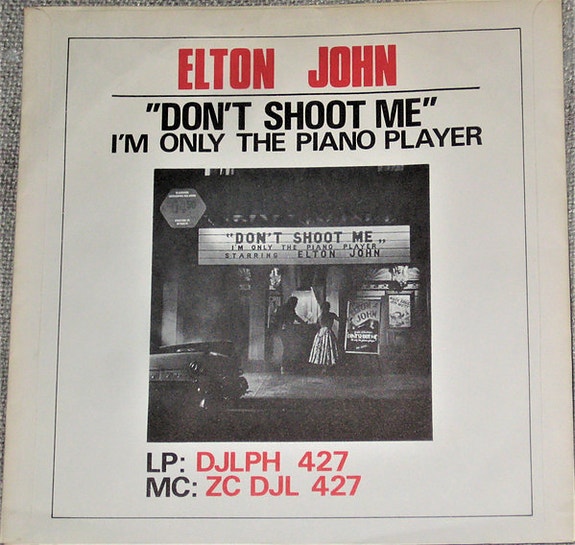 ELTON JOHN
"DON'T SHOOT ME"
I'M ONLY THE PIANO PLAYER
"DON'T SHOOT ME"
I'M ONLY THE PIANO PLAYER
STARRING ELTON JOHN
JOHN
LP: DJLPH 427
MC: ZC DJL 427